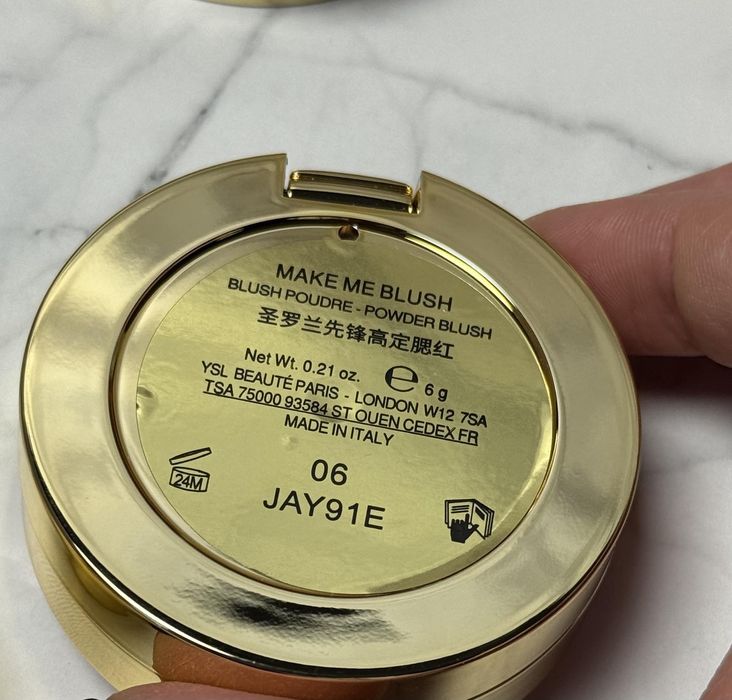 MAKE ME BLUSH
BLUSH POUDRE - POWDER BLUSH
圣罗兰先锋高定腮红
Net Wt. 0.21 oz. ℮ 6 g
YSL BEAUTÉ PARIS - LONDON W12 7SA
TSA 75000 93584 ST OUEN CEDEX FR
MADE IN ITALY
24M
06
JAY91E